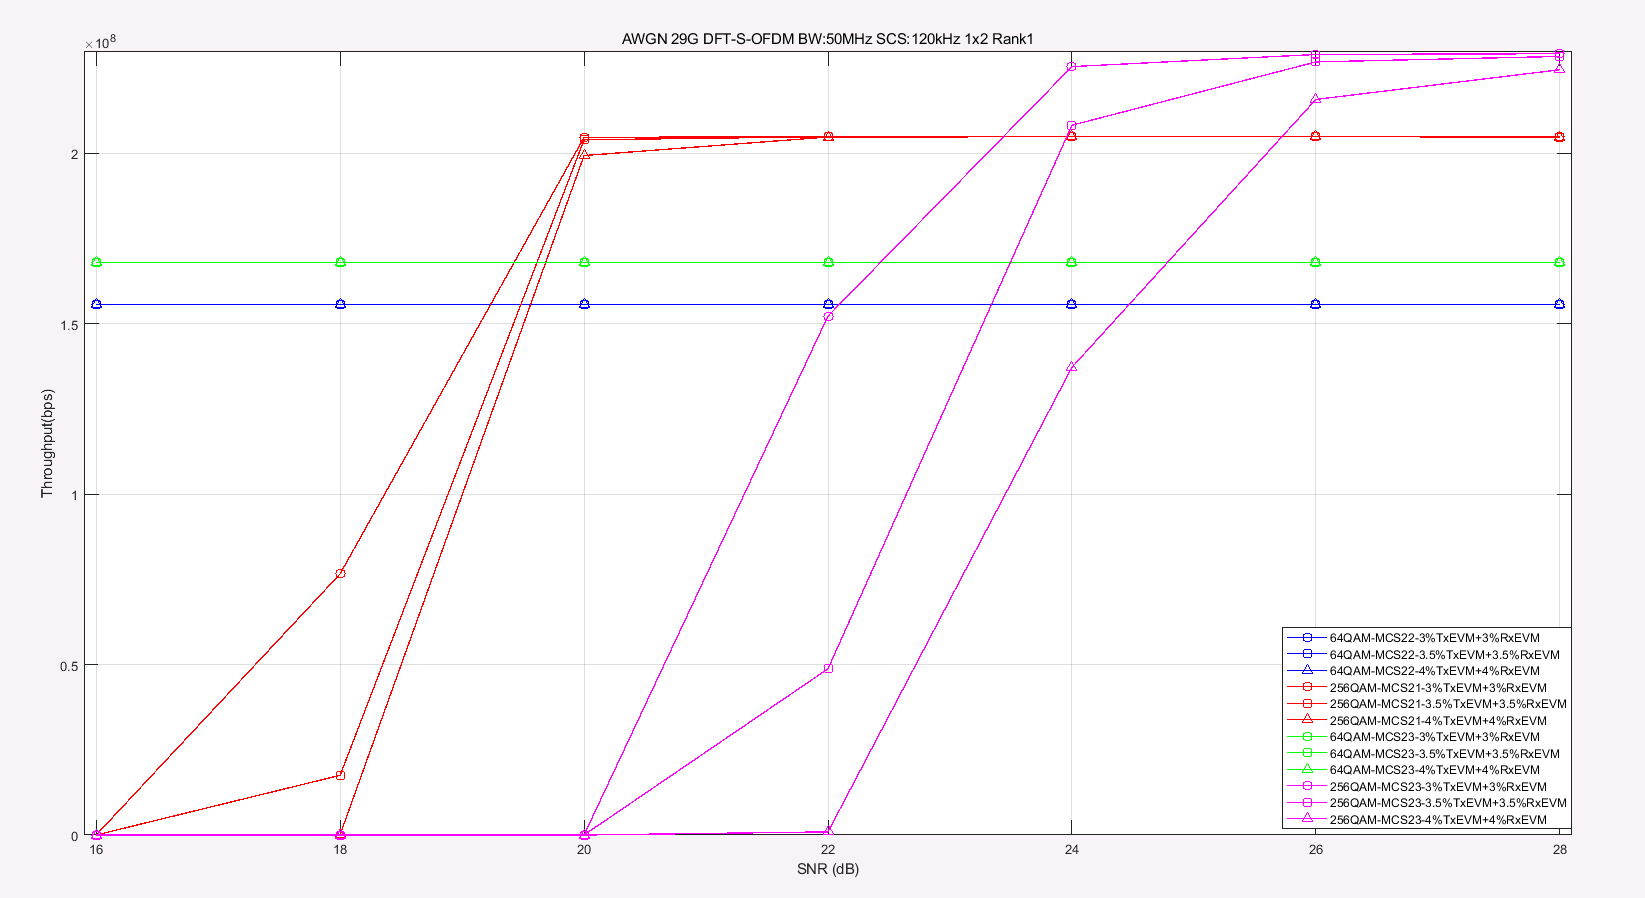 AWGN 29G DFT-S-OFDM BW:50MHz SCS:120kHz 1x2 Rank1
×10^8
2
1.5
1
0.5
0
Throughput(bps)
16 18 20 22 24 26 28
SNR (dB)
64QAM-MCS22-3%TxEVM+3%RxEVM
64QAM-MCS22-3.5%TxEVM+3.5%RxEVM
64QAM-MCS22-4%TxEVM+4%RxEVM
256QAM-MCS21-3%TxEVM+3%RxEVM
256QAM-MCS21-3.5%TxEVM+3.5%RxEVM
256QAM-MCS21-4%TxEVM+4%RxEVM
64QAM-MCS23-3%TxEVM+3%RxEVM
64QAM-MCS23-3.5%TxEVM+3.5%RxEVM
64QAM-MCS23-4%TxEVM+4%RxEVM
256QAM-MCS23-3%TxEVM+3%RxEVM
256QAM-MCS23-3.5%TxEVM+3.5%RxEVM
256QAM-MCS23-4%TxEVM+4%RxEVM